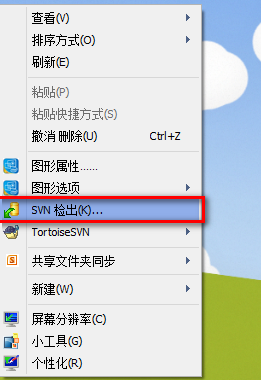 查看(V)
排序方式(O)
刷新(E)
粘贴(P)
粘贴快捷方式(S)
撤消 删除(U) Ctrl+Z
图形属性......
图形选项
SVN 检出(K)...
TortoiseSVN
共享文件夹同步
新建(W)
屏幕分辨率(C)
小工具(G)
个性化(R)